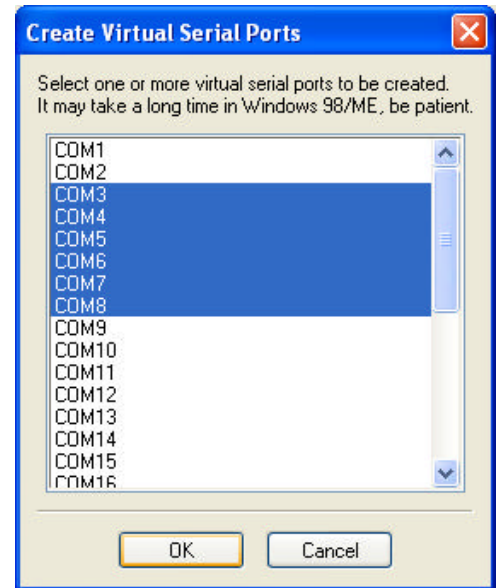 Create Virtual Serial Ports
Select one or more virtual serial ports to be created.
It may take a long time in Windows 98/ME, be patient.
COM1
COM2
COM3
COM4
COM5
COM6
COM7
COM8
COM9
COM10
COM11
COM12
COM13
COM14
COM15
COM16
OK
Cancel